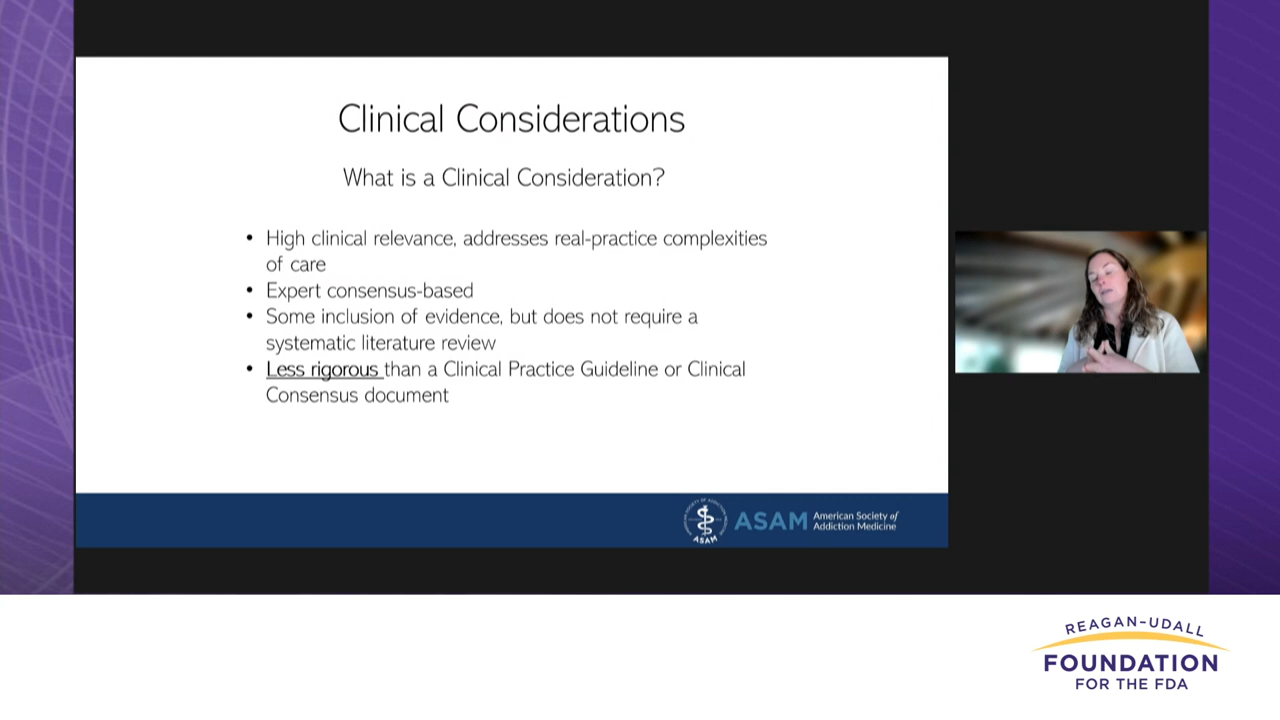 Clinical Considerations
What is a Clinical Consideration?
• High clinical relevance, addresses real-practice complexities
of care
• Expert consensus-based
• Some inclusion of evidence, but does not require a
systematic literature review
• Less rigorous than a Clinical Practice Guideline or Clinical
Consensus document
ASAM
ASAM
American Society of
Addiction Medicine
REAGAN-UDALL
FOUNDATION
FOR THE FDA